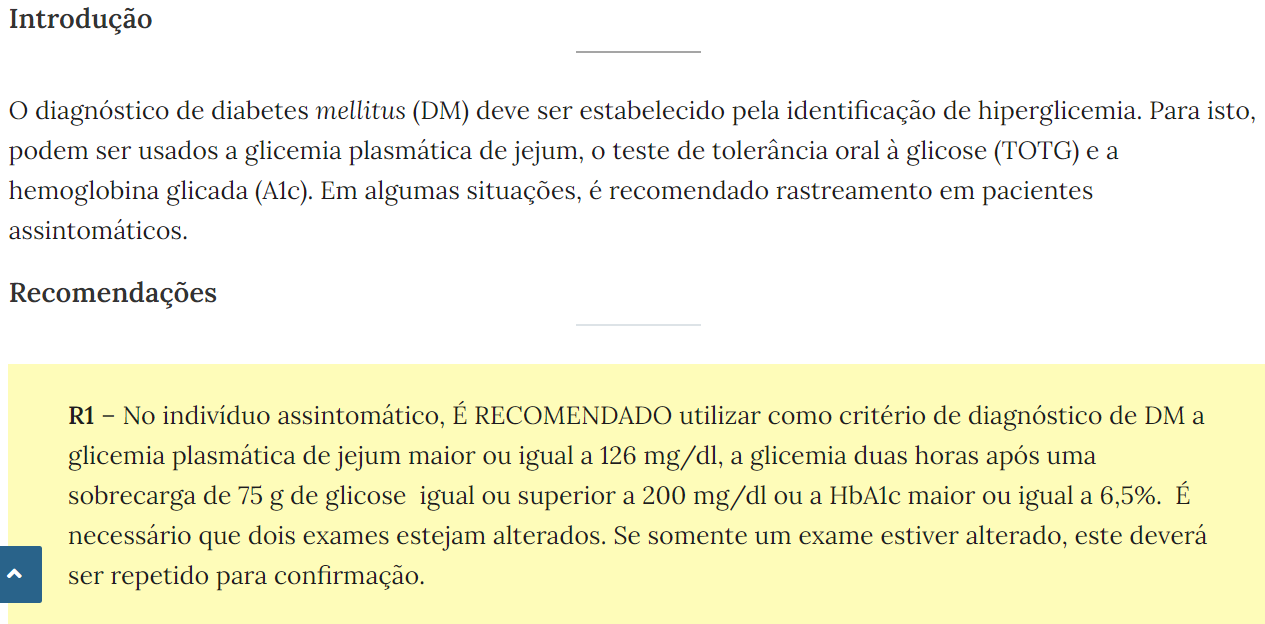 Introdução
O diagnóstico de diabetes mellitus (DM) deve ser estabelecido pela identificação de hiperglicemia. Para isto,
podem ser usados a glicemia plasmática de jejum, o teste de tolerância oral à glicose (TOTG) e a
hemoglobina glicada (A1c). Em algumas situações, é recomendado rastreamento em pacientes
assintomáticos.
Recomendações
R1 – No indivíduo assintomático, É RECOMENDADO utilizar como critério de diagnóstico de DM a
glicemia plasmática de jejum maior ou igual a 126 mg/dl, a glicemia duas horas após uma
sobrecarga de 75 g de glicose  igual ou superior a 200 mg/dl ou a HbA1c maior ou igual a 6,5%.  É
necessário que dois exames estejam alterados. Se somente um exame estiver alterado, este deverá
ser repetido para confirmação.